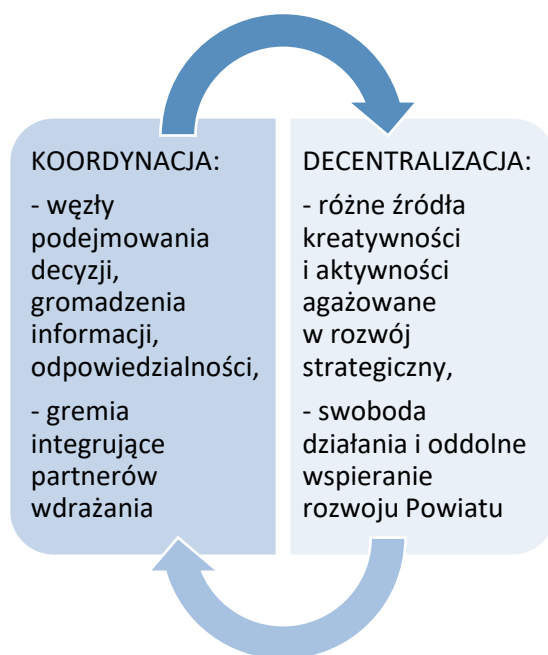 KOORDYNACJA:
- węzły
podejmowania
decyzji,
gromadzenia
informacji,
odpowiedzialności,
- gremia
integrujące
partnerów
wdrażania
DECENTRALIZACJA:
- różne źródła
kreatywności
i aktywności
agażowane
w rozwój
strategiczny,
- swoboda
działania i oddolne
wspieranie
rozwoju Powiatu